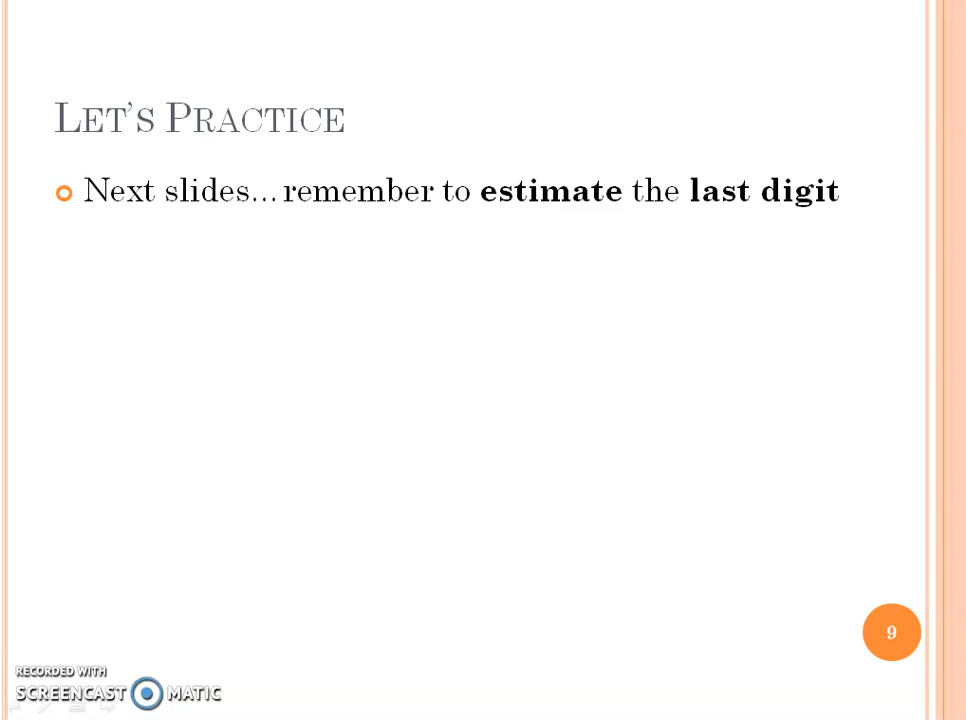 Let's Practice
Next slides... remember to estimate the last digit
9
RECORDED WITH
SCREENCAST MATIC